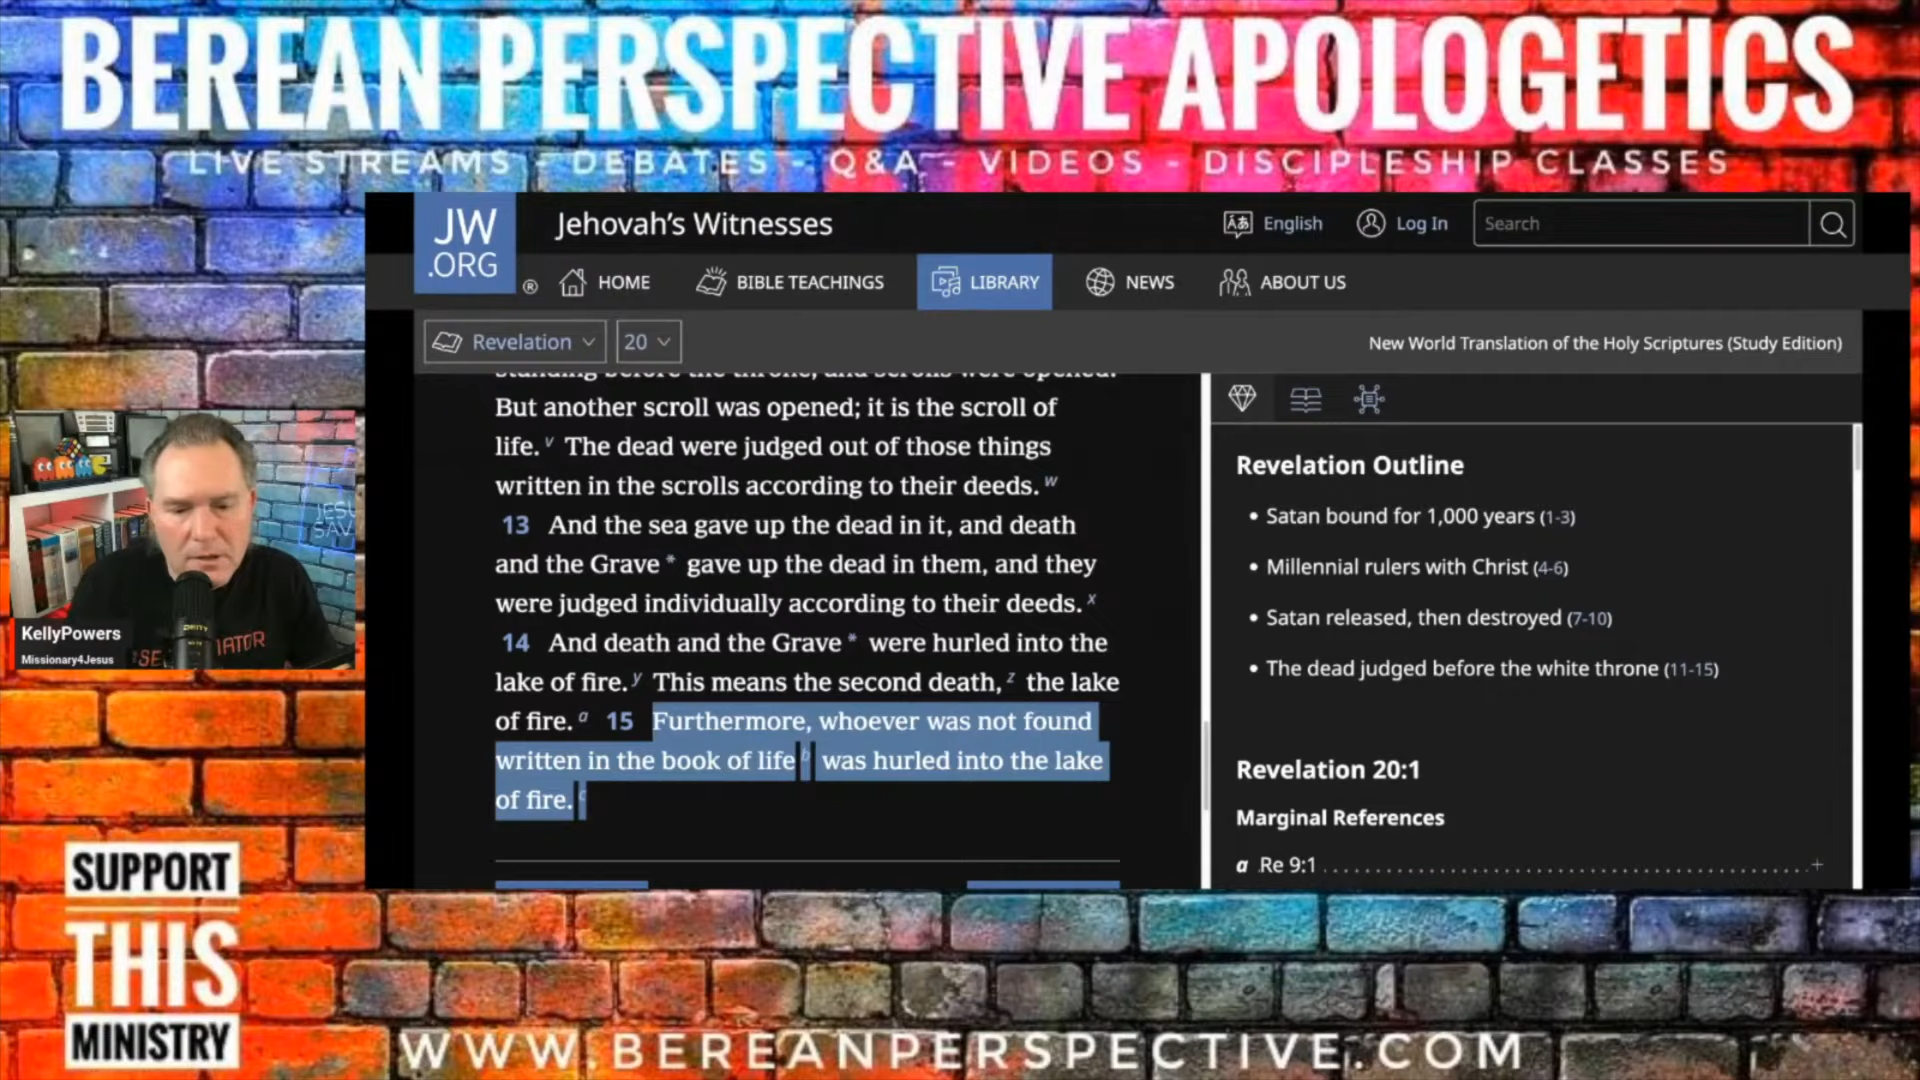 BEREAN PERSPECTIVE APOLOGETICS
LIVE STREAMS - DEBATES - Q&A - VIDEOS - DISCIPLESHIP CLASSES
JW
.ORG
®
Jehovah's Witnesses
English
Log In
Search
HOME
BIBLE TEACHINGS
LIBRARY
NEWS
ABOUT US
Revelation
20
New World Translation of the Holy Scriptures (Study Edition)
standing before the throne, and scrolls were opened.
But another scroll was opened; it is the scroll of
life. v The dead were judged out of those things
written in the scrolls according to their deeds. w
13 And the sea gave up the dead in it, and death
and the Grave * gave up the dead in them, and they
were judged individually according to their deeds. x
14 And death and the Grave * were hurled into the
lake of fire. y This means the second death, z the lake
of fire. a 15 Furthermore, whoever was not found
written in the book of life b was hurled into the lake
of fire. c
Revelation Outline
• Satan bound for 1,000 years (1-3)
• Millennial rulers with Christ (4-6)
• Satan released, then destroyed (7-10)
• The dead judged before the white throne (11-15)
Revelation 20:1
Marginal References
a Re 9:1 +
KellyPowers
Missionary4Jesus
SUPPORT
THIS
MINISTRY
WWW.BEREANPERSPECTIVE.COM